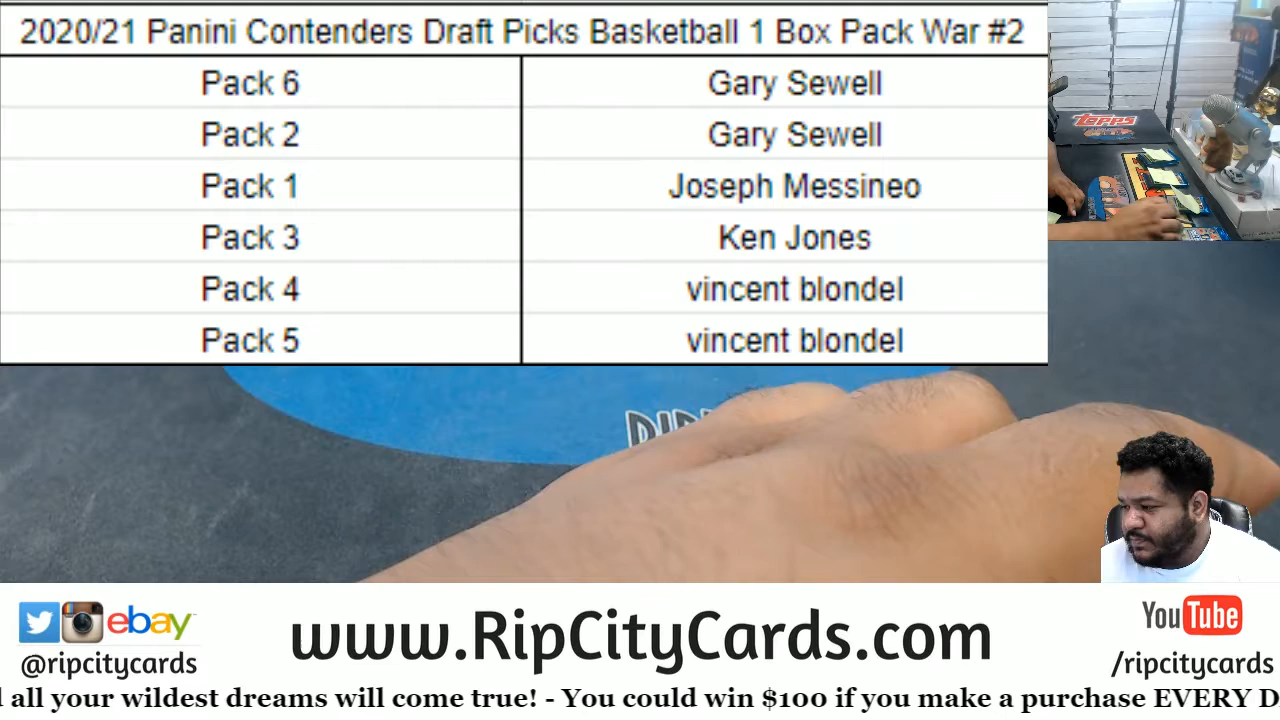 2020/21 Panini Contenders Draft Picks Basketball 1 Box Pack War #2
Pack 6 Gary Sewell
Pack 2 Gary Sewell
Pack 1 Joseph Messineo
Pack 3 Ken Jones
Pack 4 vincent blondel
Pack 5 vincent blondel
TOPPS
ebay
@ripcitycards
www.RipCityCards.com
YouTube
/ripcitycards
all your wildest dreams will come true! - You could win $100 if you make a purchase EVERY D